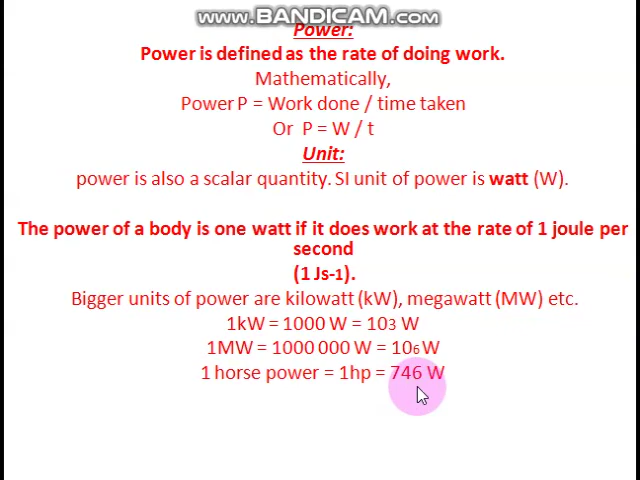 www.BANDICAM.com
Power:
Power is defined as the rate of doing work.
Mathematically,
Power P = Work done / time taken
Or P = W / t
Unit:
power is also a scalar quantity. SI unit of power is watt (W).
The power of a body is one watt if it does work at the rate of 1 joule per
second
(1 Js-1).
Bigger units of power are kilowatt (kW), megawatt (MW) etc.
1kW = 1000 W = 103 W
1MW = 1000 000 W = 106 W
1 horse power = 1hp = 746 W